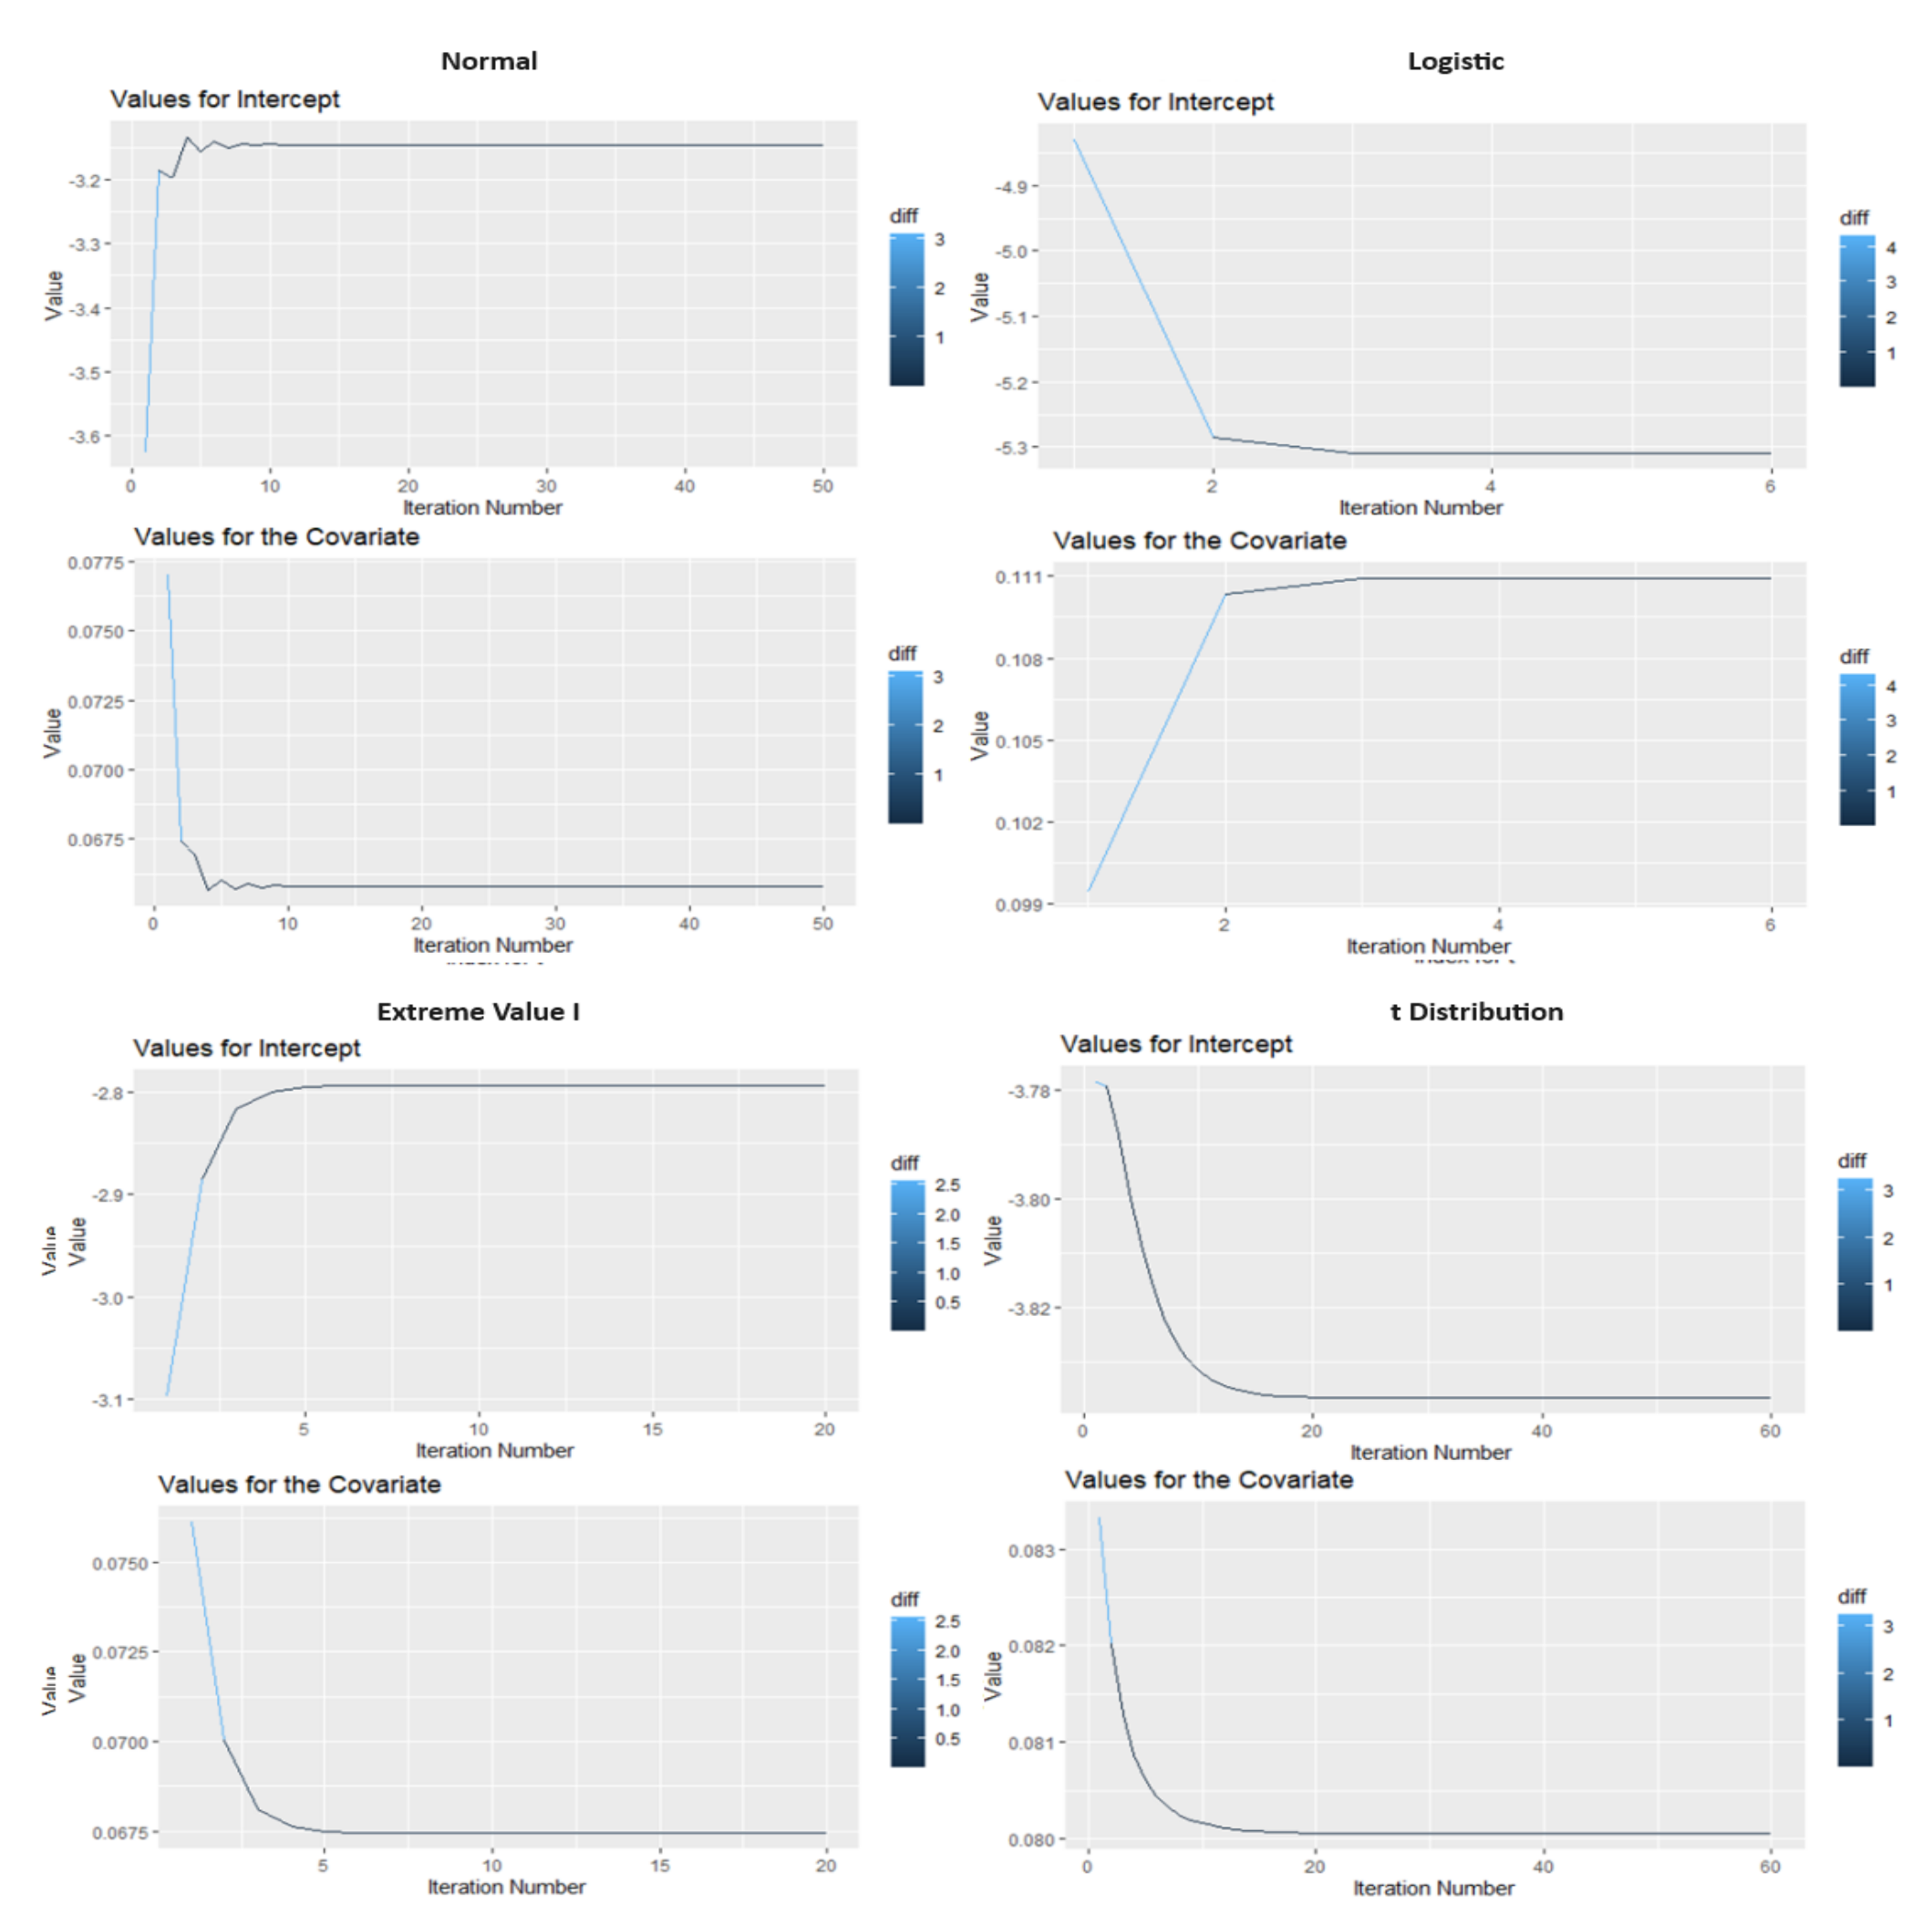 Normal
Values for Intercept
Value
-3.2
-3.3
-3.4
-3.5
-3.6
0 10 20 30 40 50
Iteration Number
diff
3
2
1
Values for the Covariate
Value
0.0775
0.0750
0.0725
0.0700
0.0675
0 10 20 30 40 50
Iteration Number
diff
3
2
1
Logistic
Values for Intercept
Value
-4.9
-5.0
-5.1
-5.2
-5.3
2 4 6
Iteration Number
diff
4
3
2
1
Values for the Covariate
Value
0.111
0.108
0.105
0.102
0.099
2 4 6
Iteration Number
diff
4
3
2
1
Extreme Value I
Values for Intercept
Value
Value
-2.8
-2.9
-3.0
-3.1
5 10 15 20
Iteration Number
diff
2.5
2.0
1.5
1.0
0.5
Values for the Covariate
Value
Value
0.0750
0.0725
0.0700
0.0675
5 10 15 20
Iteration Number
diff
2.5
2.0
1.5
1.0
0.5
t Distribution
Values for Intercept
Value
-3.78
-3.80
-3.82
0 20 40 60
Iteration Number
diff
3
2
1
Values for the Covariate
Value
0.083
0.082
0.081
0.080
0 20 40 60
Iteration Number
diff
3
2
1